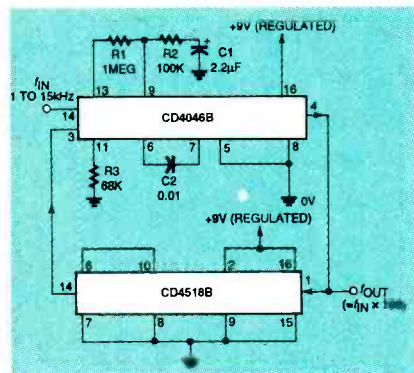 +9V (REGULATED)
R1
1MEG
R2
100K
C1
2.2µF
+
fIN
1 TO 15kHz
13
9
16
14
4
3
CD4046B
11
6
7
5
8
R3
68K
C2
0.01
0V
+9V (REGULATED)
6
10
2
16
14
CD4518B
1
fOUT
(=fIN ×
7
8
9
15